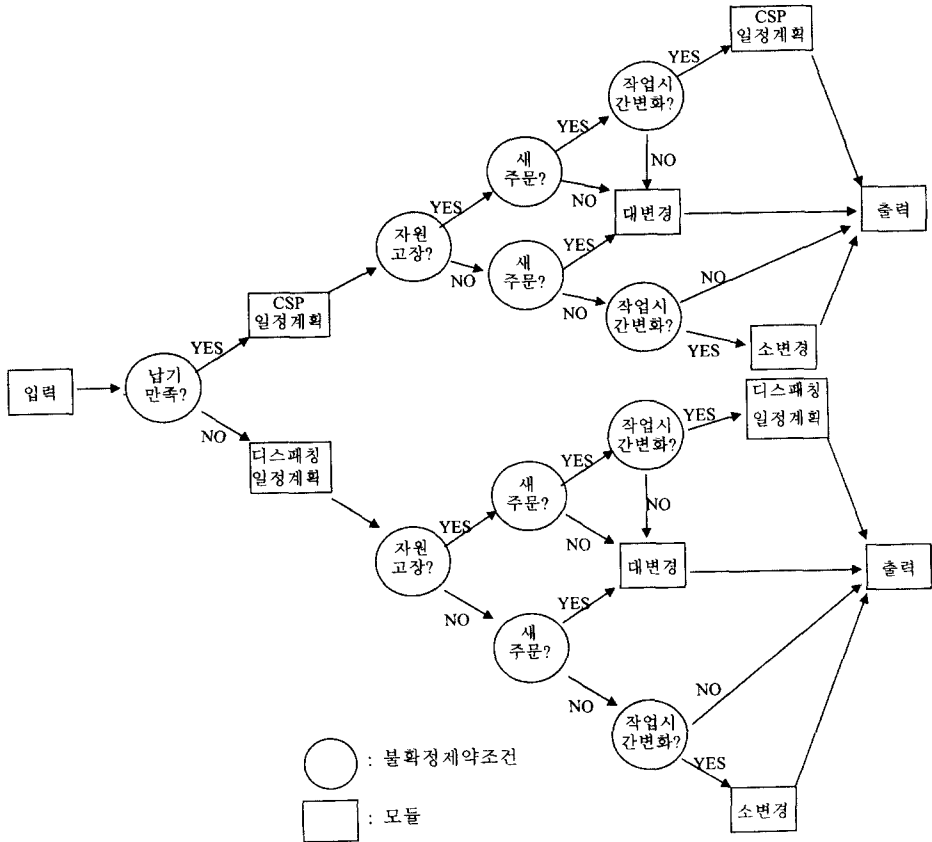 CSP
일정계획
YES
작업시
간변화?
YES
NO
새
주문?
NO
대변경
출력
YES
자원
고장?
YES
NO
새
주문?
NO
NO
작업시
간변화?
YES
소변경
CSP
일정계획
YES
입력
납기
만족?
NO
디스패칭
일정계획
디스패칭
일정계획
YES
작업시
간변화?
YES
NO
새
주문?
NO
대변경
출력
YES
자원
고장?
YES
NO
새
주문?
NO
NO
작업시
간변화?
YES
소변경
: 불확정제약조건
: 모듈